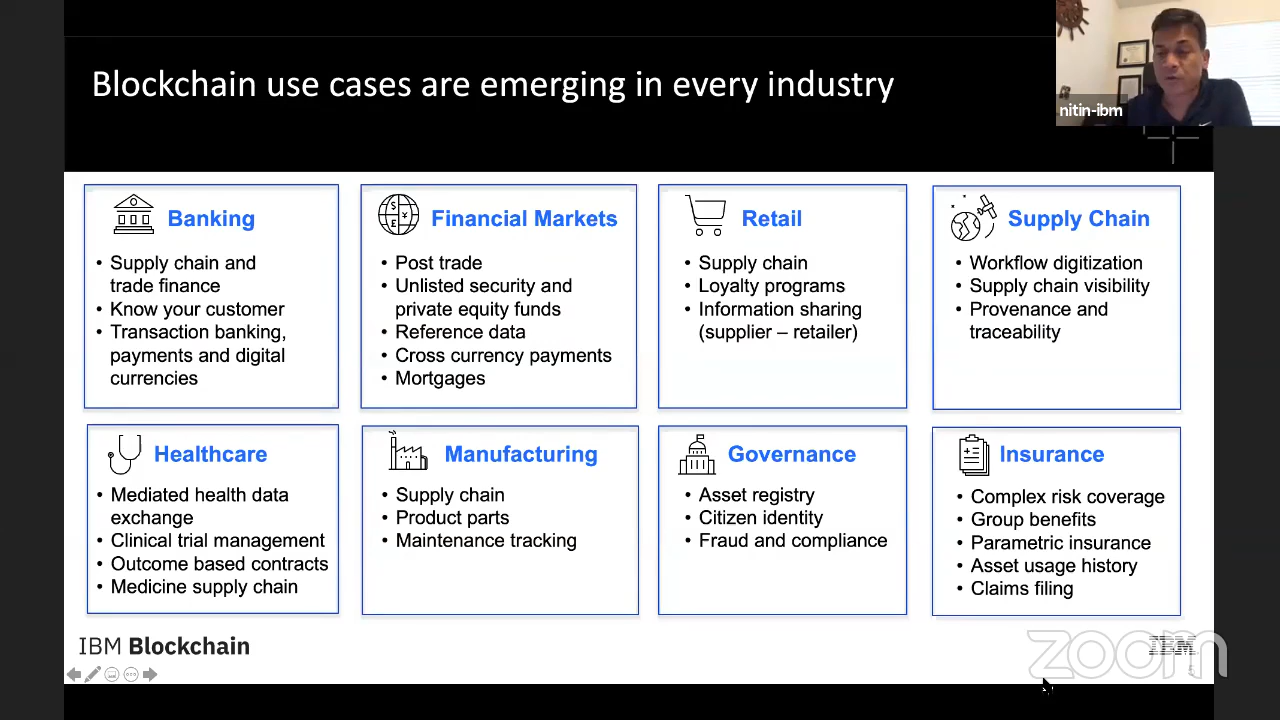 Blockchain use cases are emerging in every industry
nitin-ibm
Banking
• Supply chain and
trade finance
• Know your customer
• Transaction banking,
payments and digital
currencies
Financial Markets
• Post trade
• Unlisted security and
private equity funds
• Reference data
• Cross currency payments
• Mortgages
Retail
• Supply chain
• Loyalty programs
• Information sharing
(supplier – retailer)
Supply Chain
• Workflow digitization
• Supply chain visibility
• Provenance and
traceability
Healthcare
• Mediated health data
exchange
• Clinical trial management
• Outcome based contracts
• Medicine supply chain
Manufacturing
• Supply chain
• Product parts
• Maintenance tracking
Governance
• Asset registry
• Citizen identity
• Fraud and compliance
Insurance
• Complex risk coverage
• Group benefits
• Parametric insurance
• Asset usage history
• Claims filing
IBM Blockchain
zoom
IBM